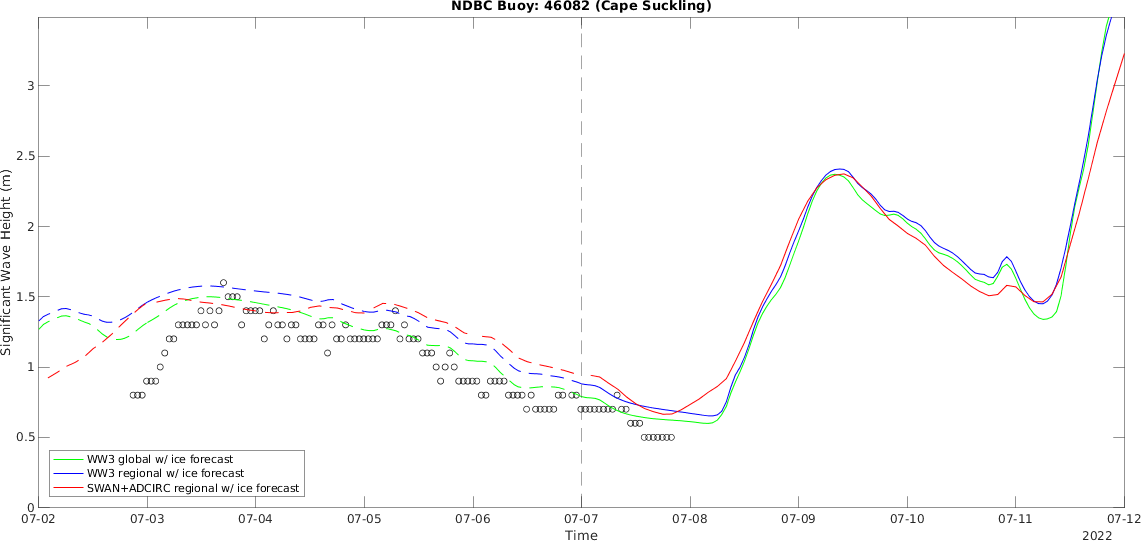 NDBC Buoy: 46082 (Cape Suckling)
Significant Wave Height (m)
3
2.5
2
1.5
1
0.5
0
WW3 global w/ ice forecast
WW3 regional w/ ice forecast
SWAN+ADCIRC regional w/ ice forecast
07-02 07-03 07-04 07-05 07-06 07-07 07-08 07-09 07-10 07-11 07-12
Time
2022